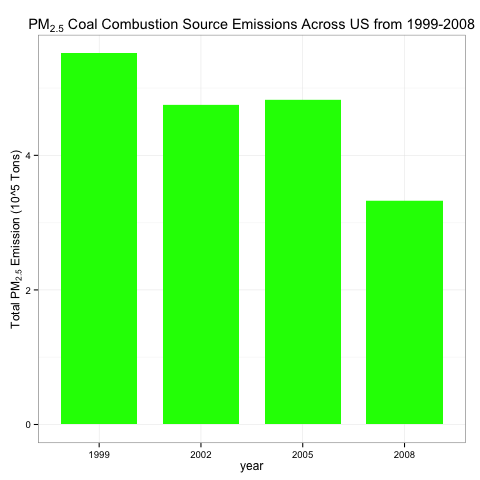 PM2.5 Coal Combustion Source Emissions Across US from 1999-2008
Total PM2.5 Emission (10^5 Tons)
4
2
0
1999 2002 2005 2008
year